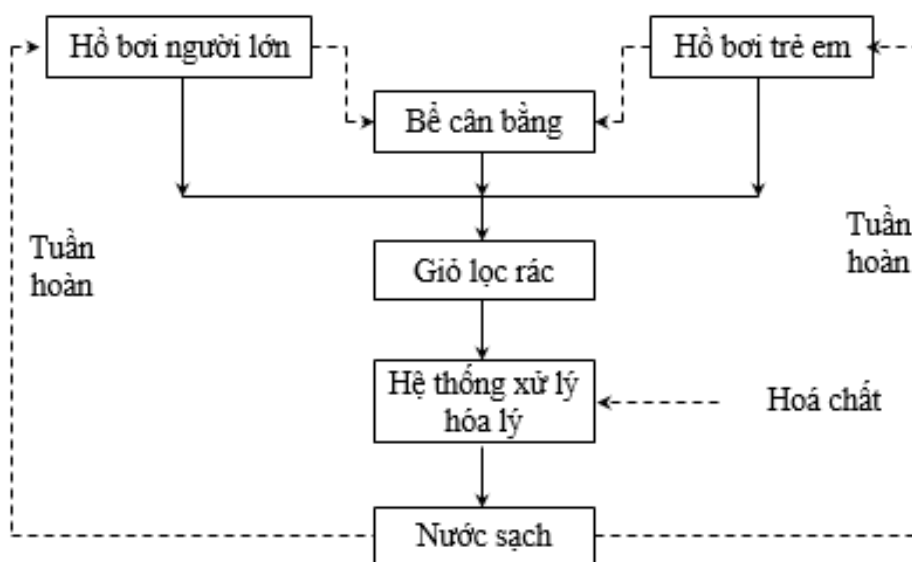 Hồ bơi người lớn
Hồ bơi trẻ em
Bể cân bằng
Tuần
hoàn
Tuần
hoàn
Giỏ lọc rác
Hệ thống xử lý
hóa lý
Hoá chất
Nước sạch